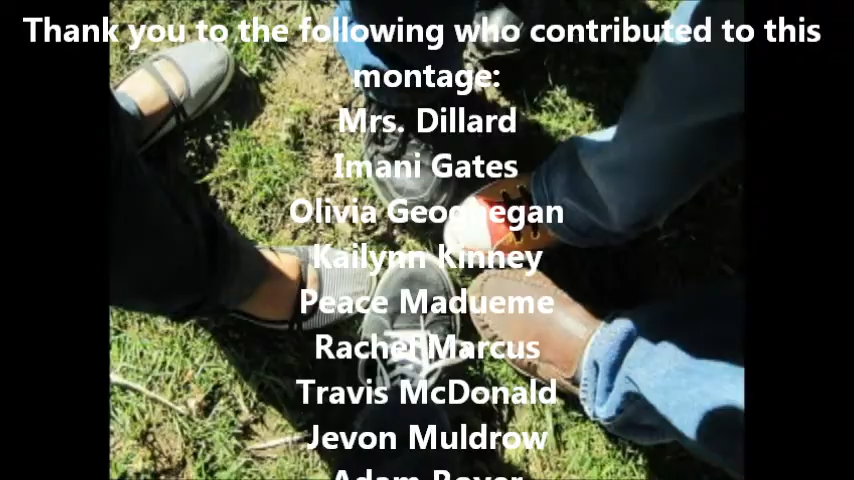 Thank you to the following who contributed to this
montage:
Mrs. Dillard
Imani Gates
Olivia Geoghegan
Kailynn Kinney
Peace Madueme
Rachel Marcus
Travis McDonald
Jevon Muldrow
Adam